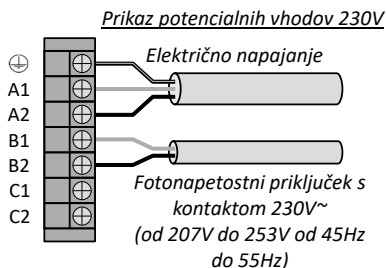 Prikaz potencialnih vhodov 230V
Električno napajanje
A1
A2
B1
B2
C1
C2
Fotonapetostni priključek s
kontaktom 230V~
(od 207V do 253V od 45Hz
do 55Hz)